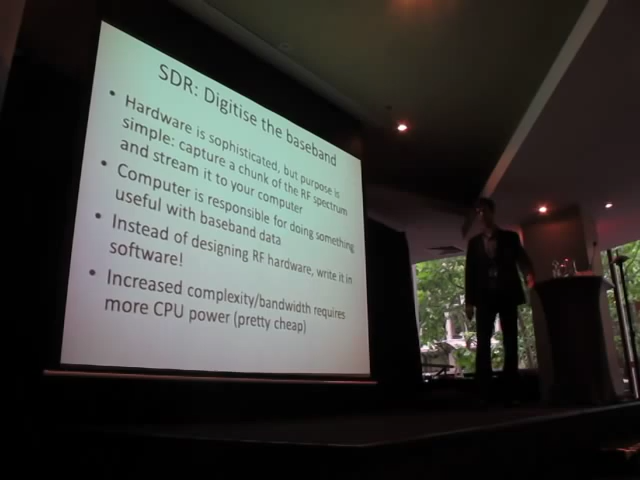 SDR: Digitise the baseband
• Hardware is sophisticated, but purpose is
simple: capture a chunk of the RF spectrum
and stream it to your computer
• Computer is responsible for doing something
useful with baseband data
• Instead of designing RF hardware, write it in
software!
• Increased complexity/bandwidth requires
more CPU power (pretty cheap)